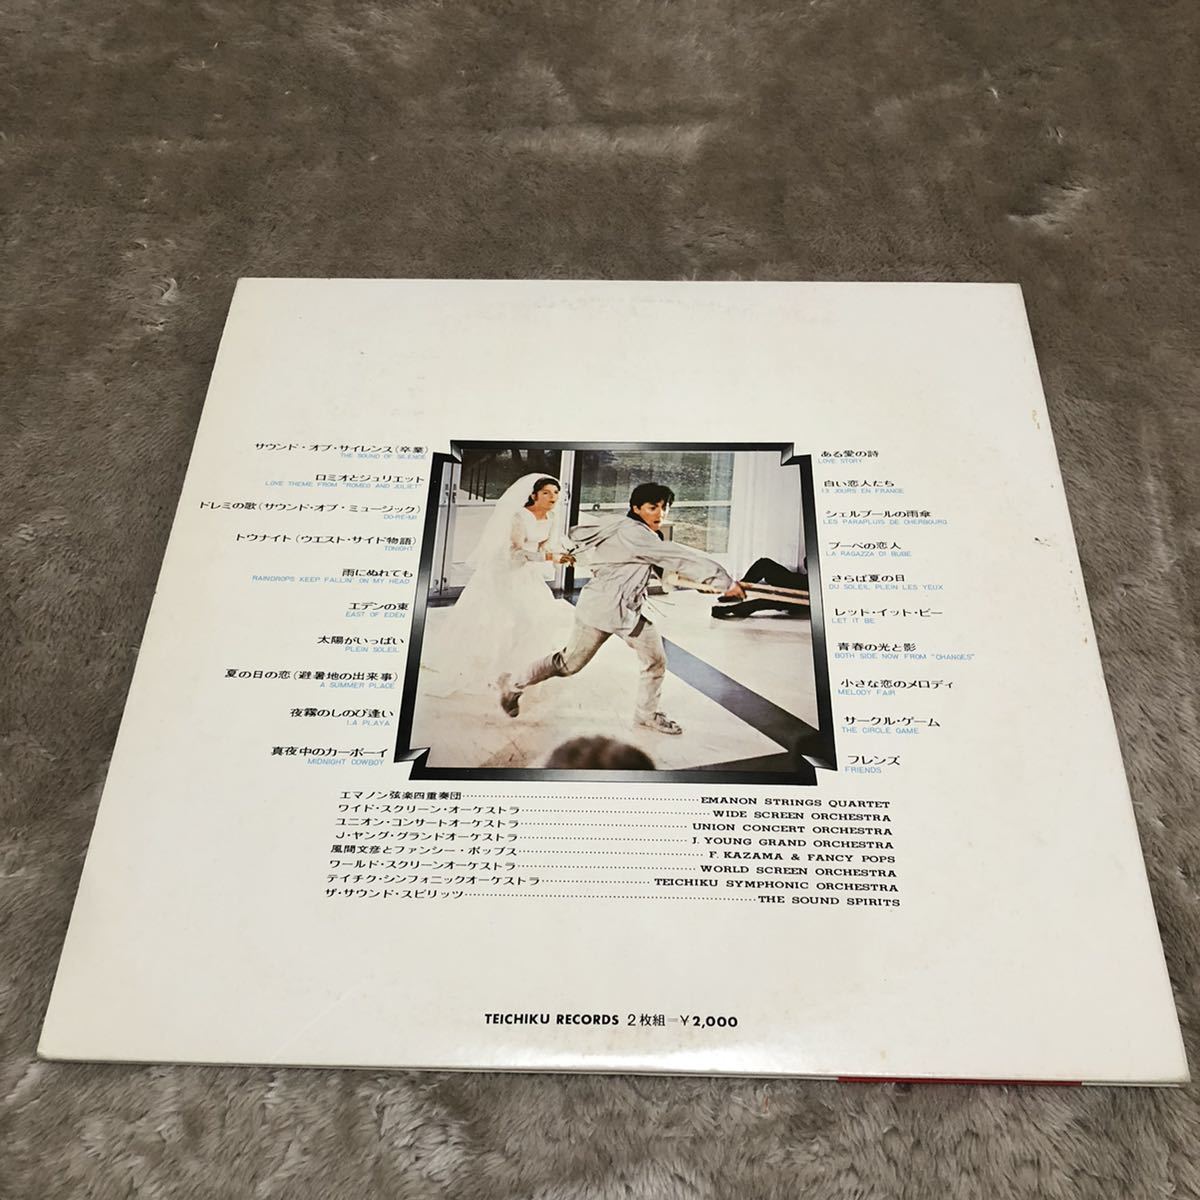 サウンド・オブ・サイレンス(卒業)
THE SOUND OF SILENCE
ロミオとジュリエット
LOVE THEME FROM "ROMEO AND JULIET"
ドレミの歌(サウンド・オブ・ミュージック)
DO-RE-MI
トウナイト(ウエスト・サイド物語)
TONIGHT
雨にぬれても
RAINDROPS KEEP FALLIN' ON MY HEAD
エデンの東
EAST OF EDEN
太陽がいっぱい
PLEIN SOLEIL
夏の日の恋(避暑地の出来事)
A SUMMER PLACE
夜霧のしのび逢い
LA PLAYA
真夜中のカーボーイ
MIDNIGHT COWBOY
ある愛の詩
LOVE STORY
白い恋人たち
13 JOURS EN FRANCE
シェルブールの雨傘
LES PARAPLUIS DE CHERBOURG
ブーベの恋人
LA RAGAZZA DI BUBE
さらば夏の日
DU SOLEIL PLEIN LES YEUX
レット・イット・ビー
LET IT BE
青春の光と影
BOTH SIDE NOW FROM "CHANGES"
小さな恋のメロディ
MELODY FAIR
サークル・ゲーム
THE CIRCLE GAME
フレンズ
FRIENDS
エマノン弦楽四重奏団 EMANON STRINGS QUARTET
ワイド・スクリーン・オーケストラ WIDE SCREEN ORCHESTRA
ユニオン・コンサートオーケストラ UNION CONCERT ORCHESTRA
J・ヤング・グランドオーケストラ J. YOUNG GRAND ORCHESTRA
風間文彦とファンシー・ポップス F. KAZAMA & FANCY POPS
ワールド・スクリーンオーケストラ WORLD SCREEN ORCHESTRA
テイチク・シンフォニックオーケストラ TEICHIKU SYMPHONIC ORCHESTRA
ザ・サウンド・スピリッツ THE SOUND SPIRITS
TEICHIKU RECORDS 2枚組=¥2,000